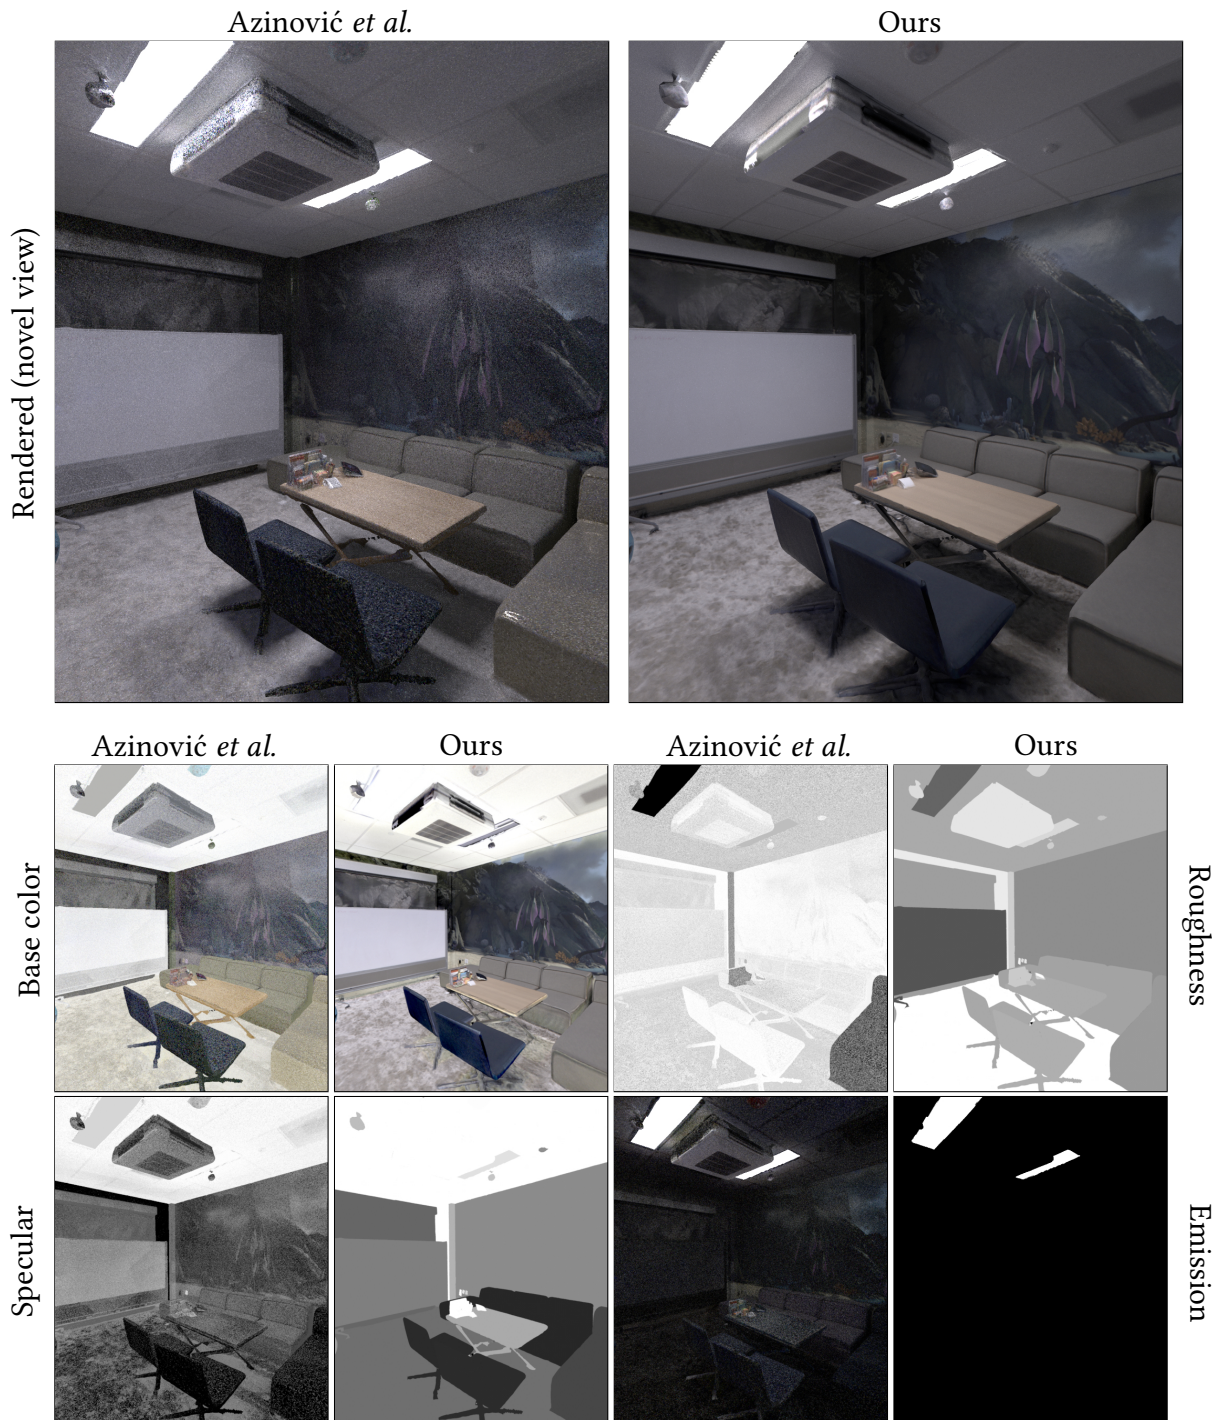 Azinović et al.
Ours
Rendered (novel view)
Azinović et al.
Ours
Azinović et al.
Ours
Base color
Roughness
Specular
Emission